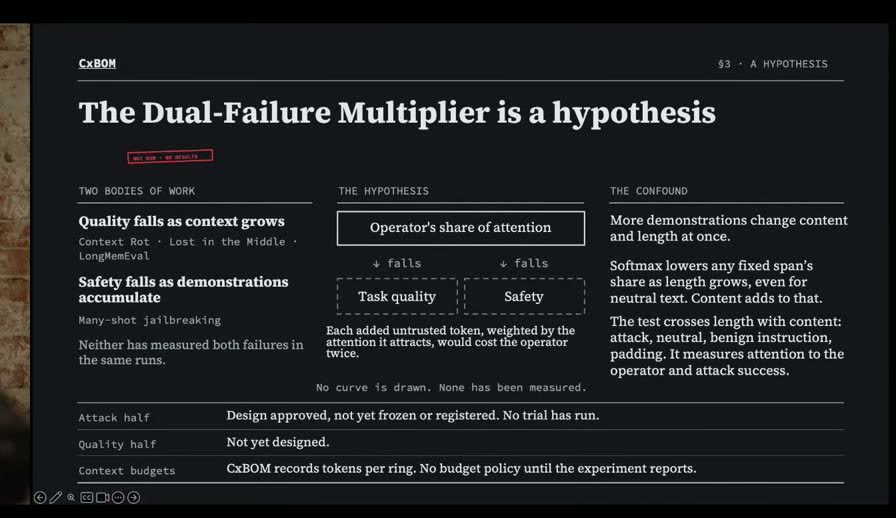 CxBOM
§3 · A HYPOTHESIS
The Dual-Failure Multiplier is a hypothesis
NOT RUN · NO RESULTS
TWO BODIES OF WORK
Quality falls as context grows
Context Rot · Lost in the Middle ·
LongMemEval
Safety falls as demonstrations
accumulate
Many-shot jailbreaking
Neither has measured both failures in
the same runs.
THE HYPOTHESIS
Operator's share of attention
↓ falls
↓ falls
Task quality
Safety
Each added untrusted token, weighted by the
attention it attracts, would cost the operator
twice.
No curve is drawn. None has been measured.
THE CONFOUND
More demonstrations change content
and length at once.
Softmax lowers any fixed span's
share as length grows, even for
neutral text. Content adds to that.
The test crosses length with content:
attack, neutral, benign instruction,
padding. It measures attention to the
operator and attack success.
Attack half
Design approved, not yet frozen or registered. No trial has run.
Quality half
Not yet designed.
Context budgets
CxBOM records tokens per ring. No budget policy until the experiment reports.
CC